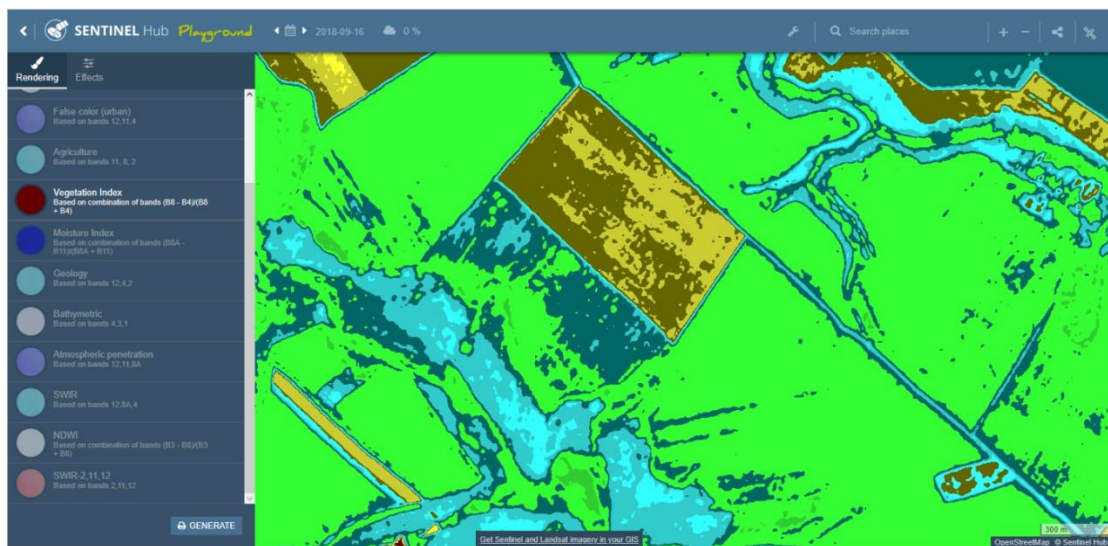 SENTINEL Hub Playground
2018-09-16
0 %
Search places
Rendering
Effects
False color (urban)
Based on bands 12,11,4
Agriculture
Based on bands 11, 8, 2
Vegetation Index
Based on combination of bands (B8 - B4)/(B8
+ B4)
Moisture Index
Based on combination of bands (B8A -
B11)/(B8A + B11)
Geology
Based on bands 12,4,2
Bathymetric
Based on bands 4,3,1
Atmospheric penetration
Based on bands 12,11,8A
SWIR
Based on bands 12,8A,4
NDWI
Based on combination of bands (B3 - B8)/(B3
+ B8)
SWIR-2,11,12
Based on bands 2,11,12
GENERATE
Get Sentinel and Landsat imagery in your GIS
300 m
OpenStreetMap © Sentinel Hub